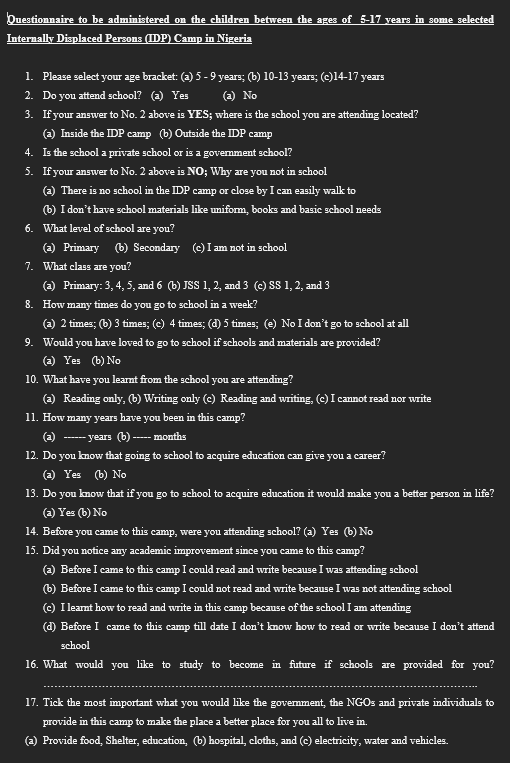 Questionnaire to be administered on the children between the ages of 5-17 years in some selected
Internally Displaced Persons (IDP) Camp in Nigeria
1. Please select your age bracket: (a) 5 - 9 years; (b) 10-13 years; (c)14-17 years
2. Do you attend school? (a) Yes (a) No
3. If your answer to No. 2 above is YES; where is the school you are attending located?
(a) Inside the IDP camp (b) Outside the IDP camp
4. Is the school a private school or is a government school?
5. If your answer to No. 2 above is NO; Why are you not in school
(a) There is no school in the IDP camp or close by I can easily walk to
(b) I don't have school materials like uniform, books and basic school needs
6. What level of school are you?
(a) Primary (b) Secondary (c) I am not in school
7. What class are you?
(a) Primary: 3, 4, 5, and 6 (b) JSS 1, 2, and 3 (c) SS 1, 2, and 3
8. How many times do you go to school in a week?
(a) 2 times; (b) 3 times; (c) 4 times; (d) 5 times; (e) No I don't go to school at all
9. Would you have loved to go to school if schools and materials are provided?
(a) Yes (b) No
10. What have you learnt from the school you are attending?
(a) Reading only, (b) Writing only (c) Reading and writing, (c) I cannot read nor write
11. How many years have you been in this camp?
(a) ------ years (b) ----- months
12. Do you know that going to school to acquire education can give you a career?
(a) Yes (b) No
13. Do you know that if you go to school to acquire education it would make you a better person in life?
(a) Yes (b) No
14. Before you came to this camp, were you attending school? (a) Yes (b) No
15. Did you notice any academic improvement since you came to this camp?
(a) Before I came to this camp I could read and write because I was attending school
(b) Before I came to this camp I could not read and write because I was not attending school
(c) I learnt how to read and write in this camp because of the school I am attending
(d) Before I came to this camp till date I don't know how to read or write because I don't attend
school
16. What would you like to study to become in future if schools are provided for you?
........................................................................................................................
17. Tick the most important what you would like the government, the NGOs and private individuals to
provide in this camp to make the place a better place for you all to live in.
(a) Provide food, Shelter, education, (b) hospital, cloths, and (c) electricity, water and vehicles.